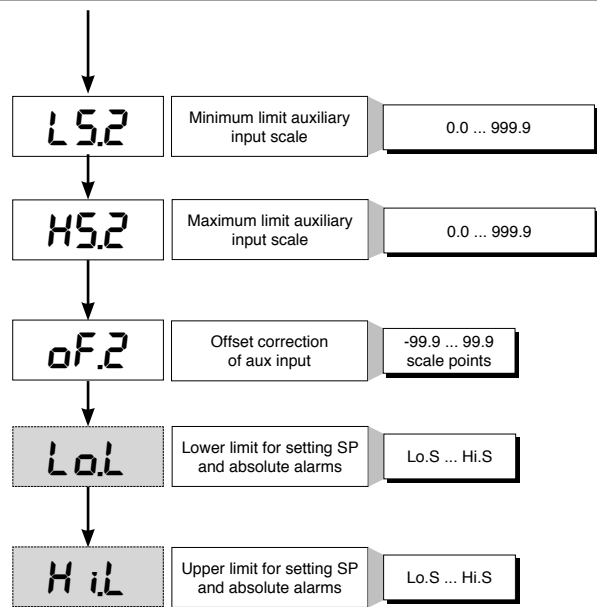 LS.2
Minimum limit auxiliary
input scale
0.0 ... 999.9
HS.2
Maximum limit auxiliary
input scale
0.0 ... 999.9
oF.2
Offset correction
of aux input
-99.9 ... 99.9
scale points
Lo.L
Lower limit for setting SP
and absolute alarms
Lo.S ... Hi.S
Hi.L
Upper limit for setting SP
and absolute alarms
Lo.S ... Hi.S